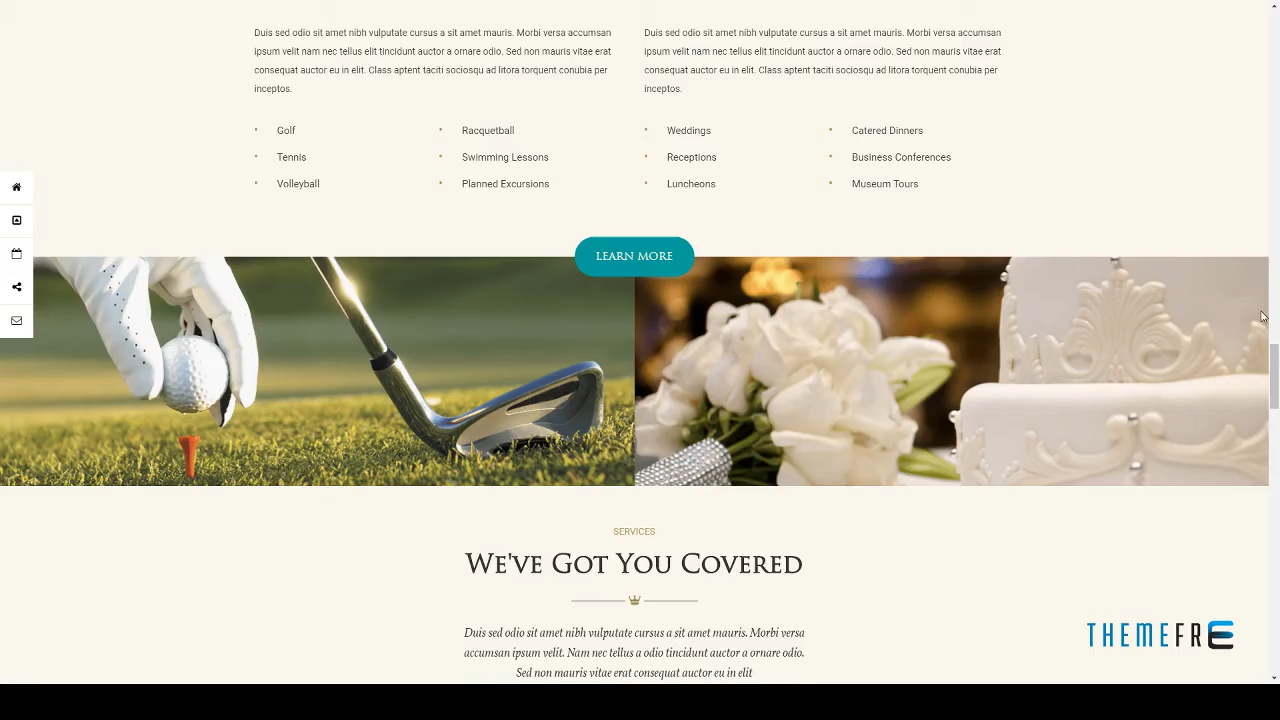 Duis sed odio sit amet nibh vulputate cursus a sit amet mauris. Morbi versa accumsan
ipsum velit nam nec tellus elit tincidunt auctor a ornare odio. Sed non mauris vitae erat
consequat auctor eu in elit. Class aptent taciti sociosqu ad litora torquent conubia per
inceptos.
Golf
Tennis
Volleyball
Racquetball
Swimming Lessons
Planned Excursions
Duis sed odio sit amet nibh vulputate cursus a sit amet mauris. Morbi versa accumsan
ipsum velit nam nec tellus elit tincidunt auctor a ornare odio. Sed non mauris vitae erat
consequat auctor eu in elit. Class aptent taciti sociosqu ad litora torquent conubia per
inceptos.
Weddings
Receptions
Luncheons
Catered Dinners
Business Conferences
Museum Tours
LEARN MORE
SERVICES
We've Got You Covered
Duis sed odio sit amet nibh vulputate cursus a sit amet mauris. Morbi versa
accumsan ipsum velit. Nam nec tellus a odio tincidunt auctor a ornare odio.
Sed non mauris vitae erat consequat auctor eu in elit
THEMEFRE